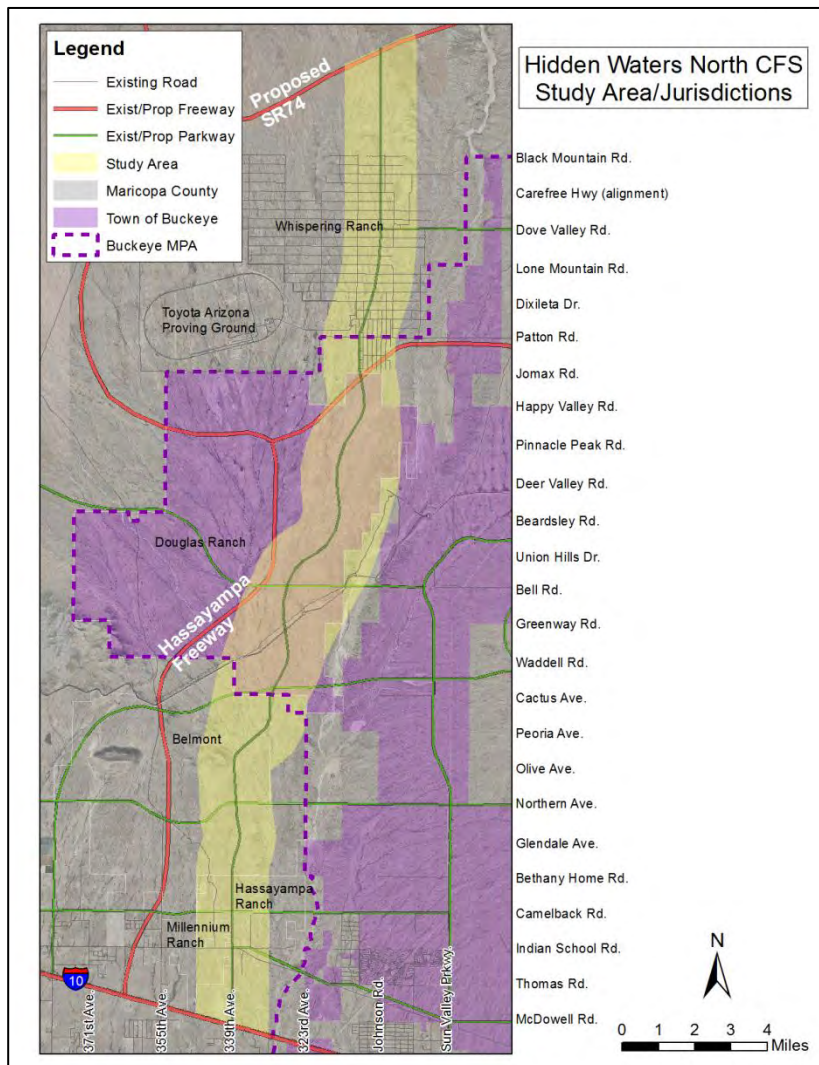 Legend
Existing Road
Exist/Prop Freeway
Exist/Prop Parkway
Study Area
Maricopa County
Town of Buckeye
Buckeye MPA
Hidden Waters North CFS
Study Area/Jurisdictions
Proposed
SR74
Black Mountain Rd.
Carefree Hwy (alignment)
Whispering Ranch
Dove Valley Rd.
Lone Mountain Rd.
Toyota Arizona
Proving Ground
Dixileta Dr.
Patton Rd.
Jomax Rd.
Happy Valley Rd.
Pinnacle Peak Rd.
Deer Valley Rd.
Beardsley Rd.
Douglas Ranch
Union Hills Dr.
Bell Rd.
Hassayampa
Freeway
Greenway Rd.
Waddell Rd.
Cactus Ave.
Belmont
Peoria Ave.
Olive Ave.
Northern Ave.
Glendale Ave.
Bethany Home Rd.
Hassayampa
Ranch
Camelback Rd.
Millennium
Ranch
Indian School Rd.
Thomas Rd.
McDowell Rd.
10
371st Ave.
355th Ave.
339th Ave.
323rd Ave.
Johnson Rd.
Sun Valley Prkwy.
N
0 1 2 3 4
Miles